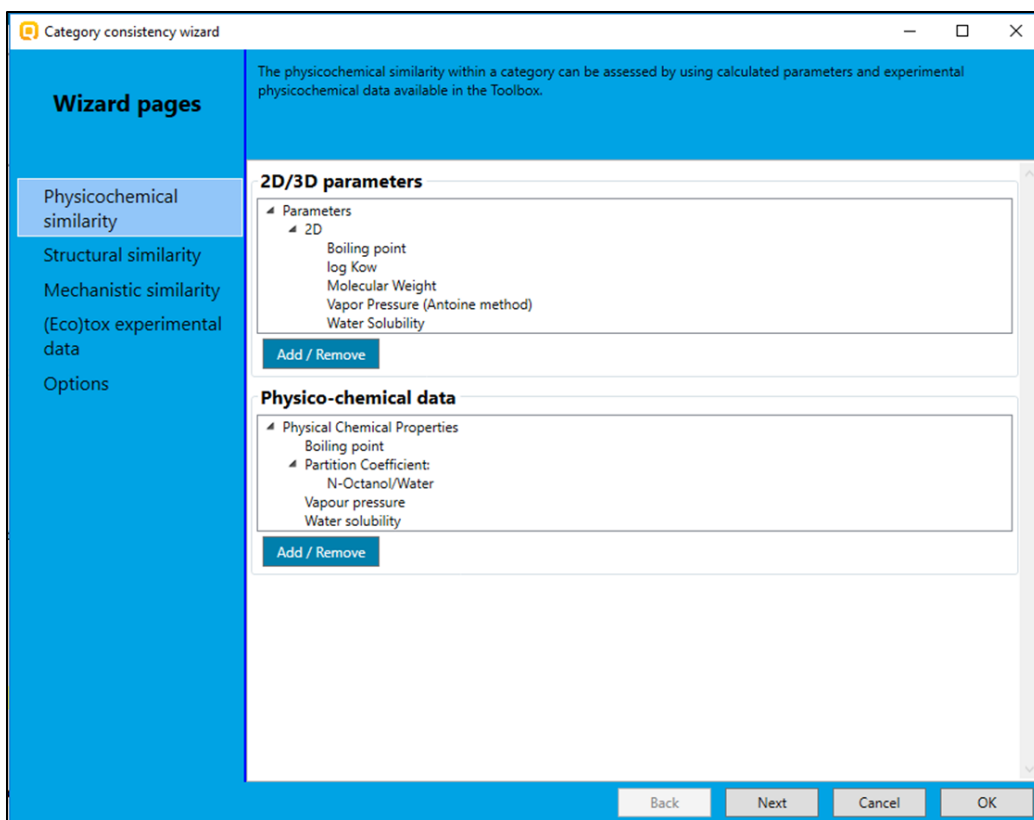 Category consistency wizard
Wizard pages
The physicochemical similarity within a category can be assessed by using calculated parameters and experimental
physicochemical data available in the Toolbox.
Physicochemical
similarity
Structural similarity
Mechanistic similarity
(Eco)tox experimental
data
Options
2D/3D parameters
Parameters
2D
Boiling point
log Kow
Molecular Weight
Vapor Pressure (Antoine method)
Water Solubility
Add / Remove
Physico-chemical data
Physical Chemical Properties
Boiling point
Partition Coefficient:
N-Octanol/Water
Vapour pressure
Water solubility
Add / Remove
Back
Next
Cancel
OK